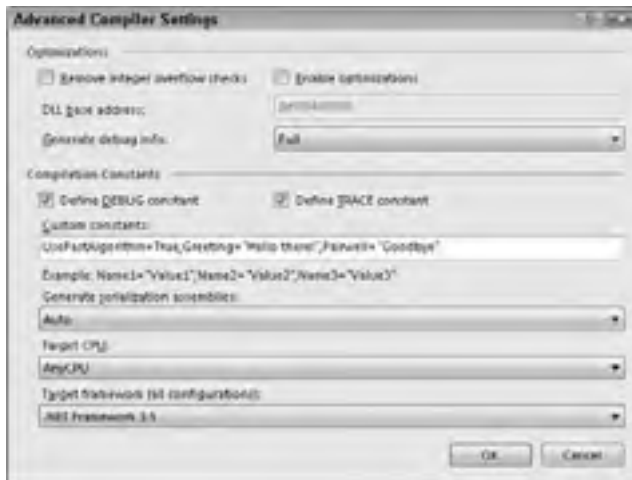 Advanced Compiler Settings
Optimizations
Remove integer overflow checks
Enable optimizations
DLL base address:
Generate debug info:
Full
Compilation Constants
Define DEBUG constant
Define TRACE constant
Custom constants:
UseFastAlgorithm=True,Greeting="Hello there!",Fairwell= "Goodbye"
Example: Name1="Value1",Name2="Value2",Name3="Value3"
Generate serialization assemblies:
Auto
Target CPU:
AnyCPU
Target framework (all configurations):
.NET Framework 3.5
OK
Cancel